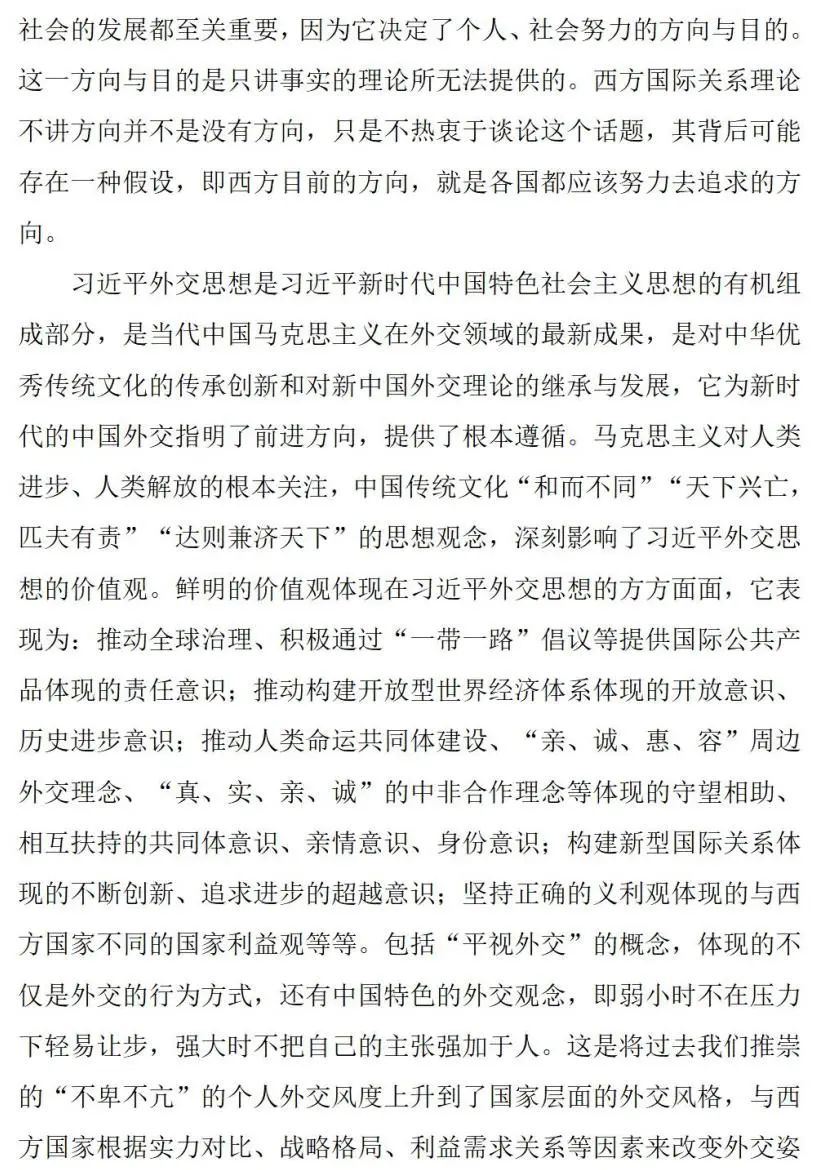 社会的发展都至关重要，因为它决定了个人、社会努力的方向与目的。
这一方向与目的是只讲事实的理论所无法提供的。西方国际关系理论
不讲方向并不是没有方向，只是不热衷于谈论这个话题，其背后可能
存在一种假设，即西方目前的方向，就是各国都应该努力去追求的方
向。
习近平外交思想是习近平新时代中国特色社会主义思想的有机组
成部分，是当代中国马克思主义在外交领域的最新成果，是对中华优
秀传统文化的传承创新和对新中国外交理论的继承与发展，它为新时
代的中国外交指明了前进方向，提供了根本遵循。马克思主义对人类
进步、人类解放的根本关注，中国传统文化“和而不同”“天下兴亡，
匹夫有责”“达则兼济天下”的思想观念，深刻影响了习近平外交思
想的价值观。鲜明的价值观体现在习近平外交思想的方方面面，它表
现为：推动全球治理、积极通过“一带一路”倡议等提供国际公共产
品体现的责任意识；推动构建开放型世界经济体系体现的开放意识、
历史进步意识；推动人类命运共同体建设、“亲、诚、惠、容”周边
外交理念、“真、实、亲、诚”的中非合作理念等体现的守望相助、
相互扶持的共同体意识、亲情意识、身份意识；构建新型国际关系体
现的不断创新、追求进步的超越意识；坚持正确的义利观体现的与西
方国家不同的国家利益观等等。包括“平视外交”的概念，体现的不
仅是外交的行为方式，还有中国特色的外交观念，即弱小时不在压力
下轻易让步，强大时不把自己的主张强加于人。这是将过去我们推崇
的“不卑不亢”的个人外交风度上升到了国家层面的外交风格，与西
方国家根据实力对比、战略格局、利益需求关系等因素来改变外交姿